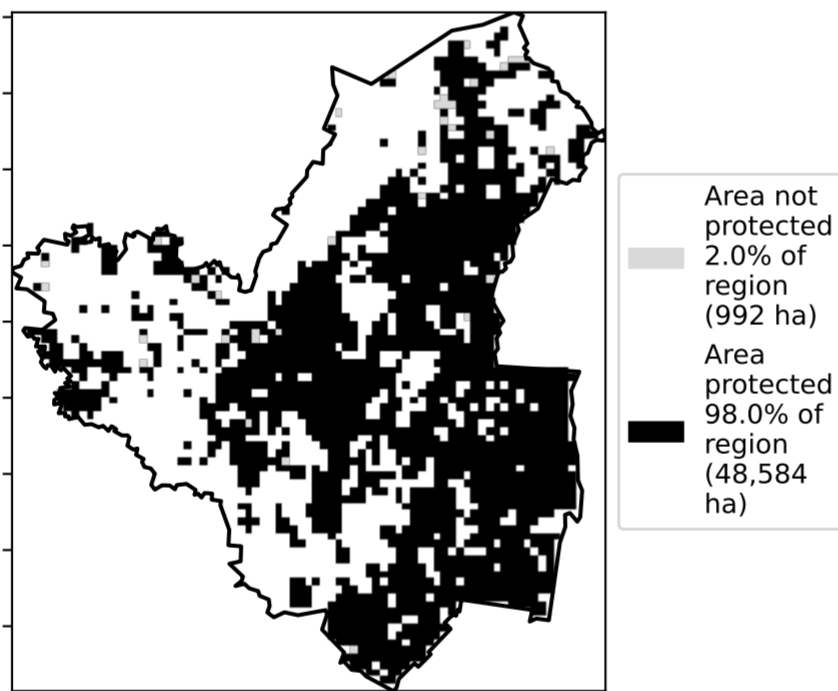 Area not
protected
2.0% of
region
(992 ha)
Area
protected
98.0% of
region
(48,584
ha)